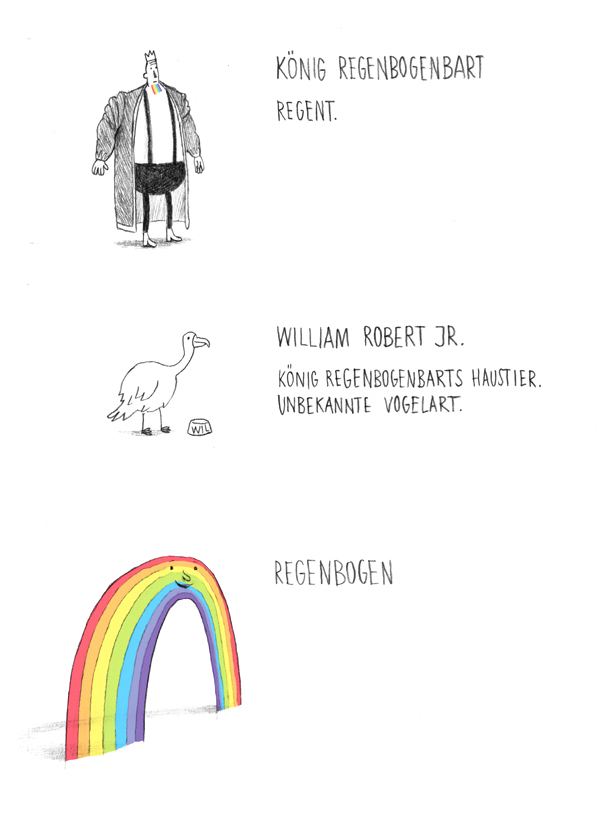 KÖNIG REGENBOGENBART
REGENT.
WILLIAM ROBERT JR.
KÖNIG REGENBOGENBARTS HAUSTIER.
UNBEKANNTE VOGELART.
WIL
REGENBOGEN